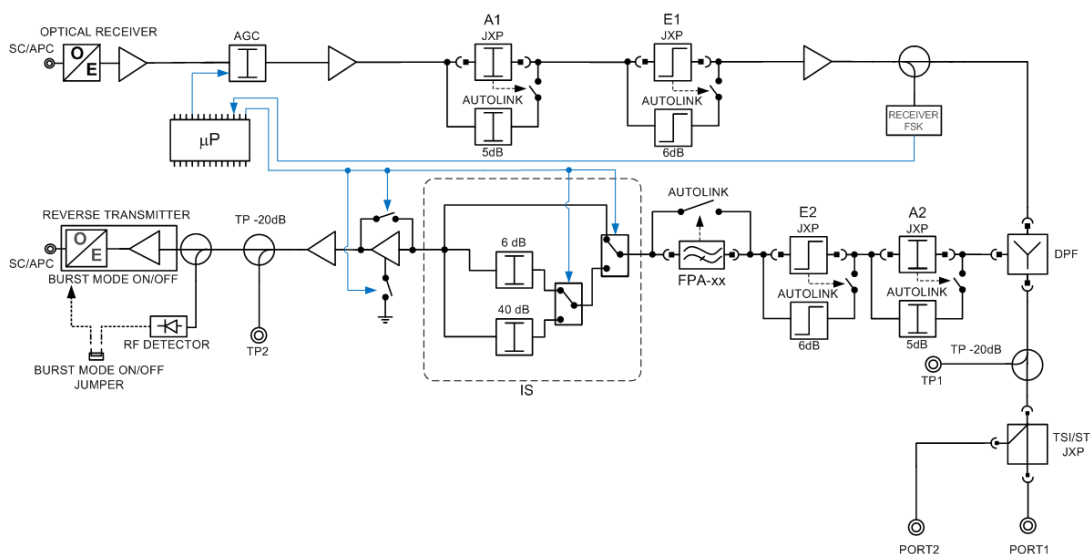 OPTICAL RECEIVER
SC/APC
O
E
AGC
A1
JXP
E1
JXP
AUTOLINK
5dB
AUTOLINK
6dB
RECEIVER
FSK
µP
REVERSE TRANSMITTER
TP -20dB
O
E
SC/APC
BURST MODE ON/OFF
RF DETECTOR
TP2
BURST MODE ON/OFF
JUMPER
6 dB
40 dB
IS
AUTOLINK
FPA-xx
E2
JXP
AUTOLINK
6dB
A2
JXP
AUTOLINK
5dB
DPF
TP -20dB
TP1
TSI/ST
JXP
PORT2
PORT1